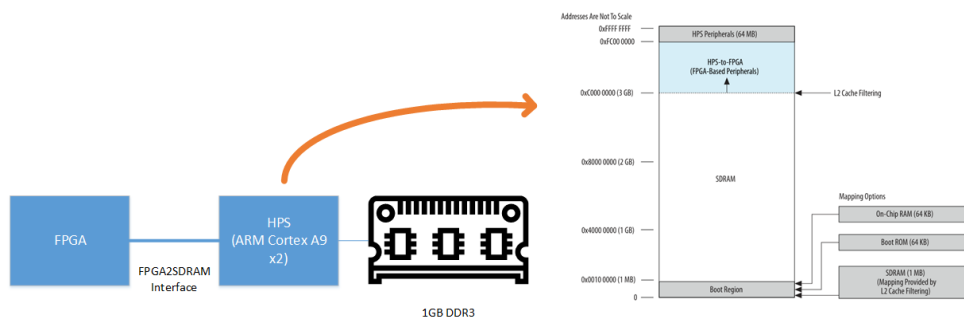 FPGA
FPGA2SDRAM
Interface
HPS
(ARM Cortex A9
x2)
1GB DDR3
Addresses Are Not To Scale
0xFFFF FFFF
0xFC00 0000
0xC000 0000 (3 GB)
0x8000 0000 (2 GB)
0x4000 0000 (1 GB)
0x0010 0000 (1 MB)
0
HPS Peripherals (64 MB)
HPS-to-FPGA
(FPGA-Based Peripherals)
SDRAM
Boot Region
L2 Cache Filtering
Mapping Options
On-Chip RAM (64 KB)
Boot ROM (64 KB)
SDRAM (1 MB)
(Mapping Provided by
L2 Cache Filtering)